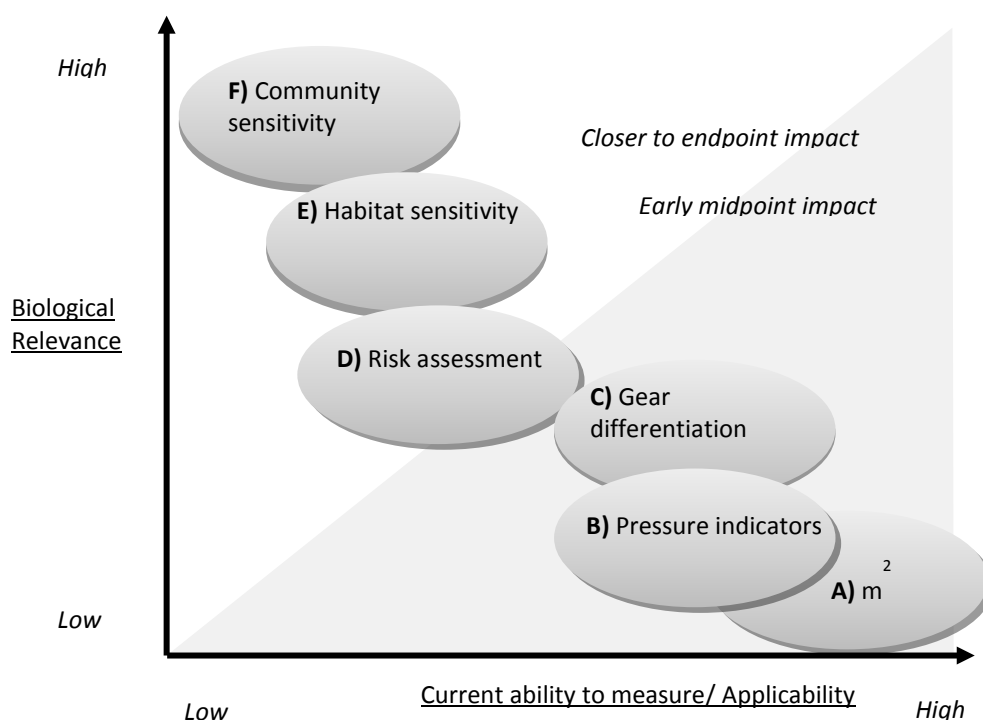 High
F) Community
sensitivity
Closer to endpoint impact
E) Habitat sensitivity
Early midpoint impact
Biological
Relevance
D) Risk assessment
C) Gear
differentiation
B) Pressure indicators
A) m²
Low
Current ability to measure/ Applicability
Low
High